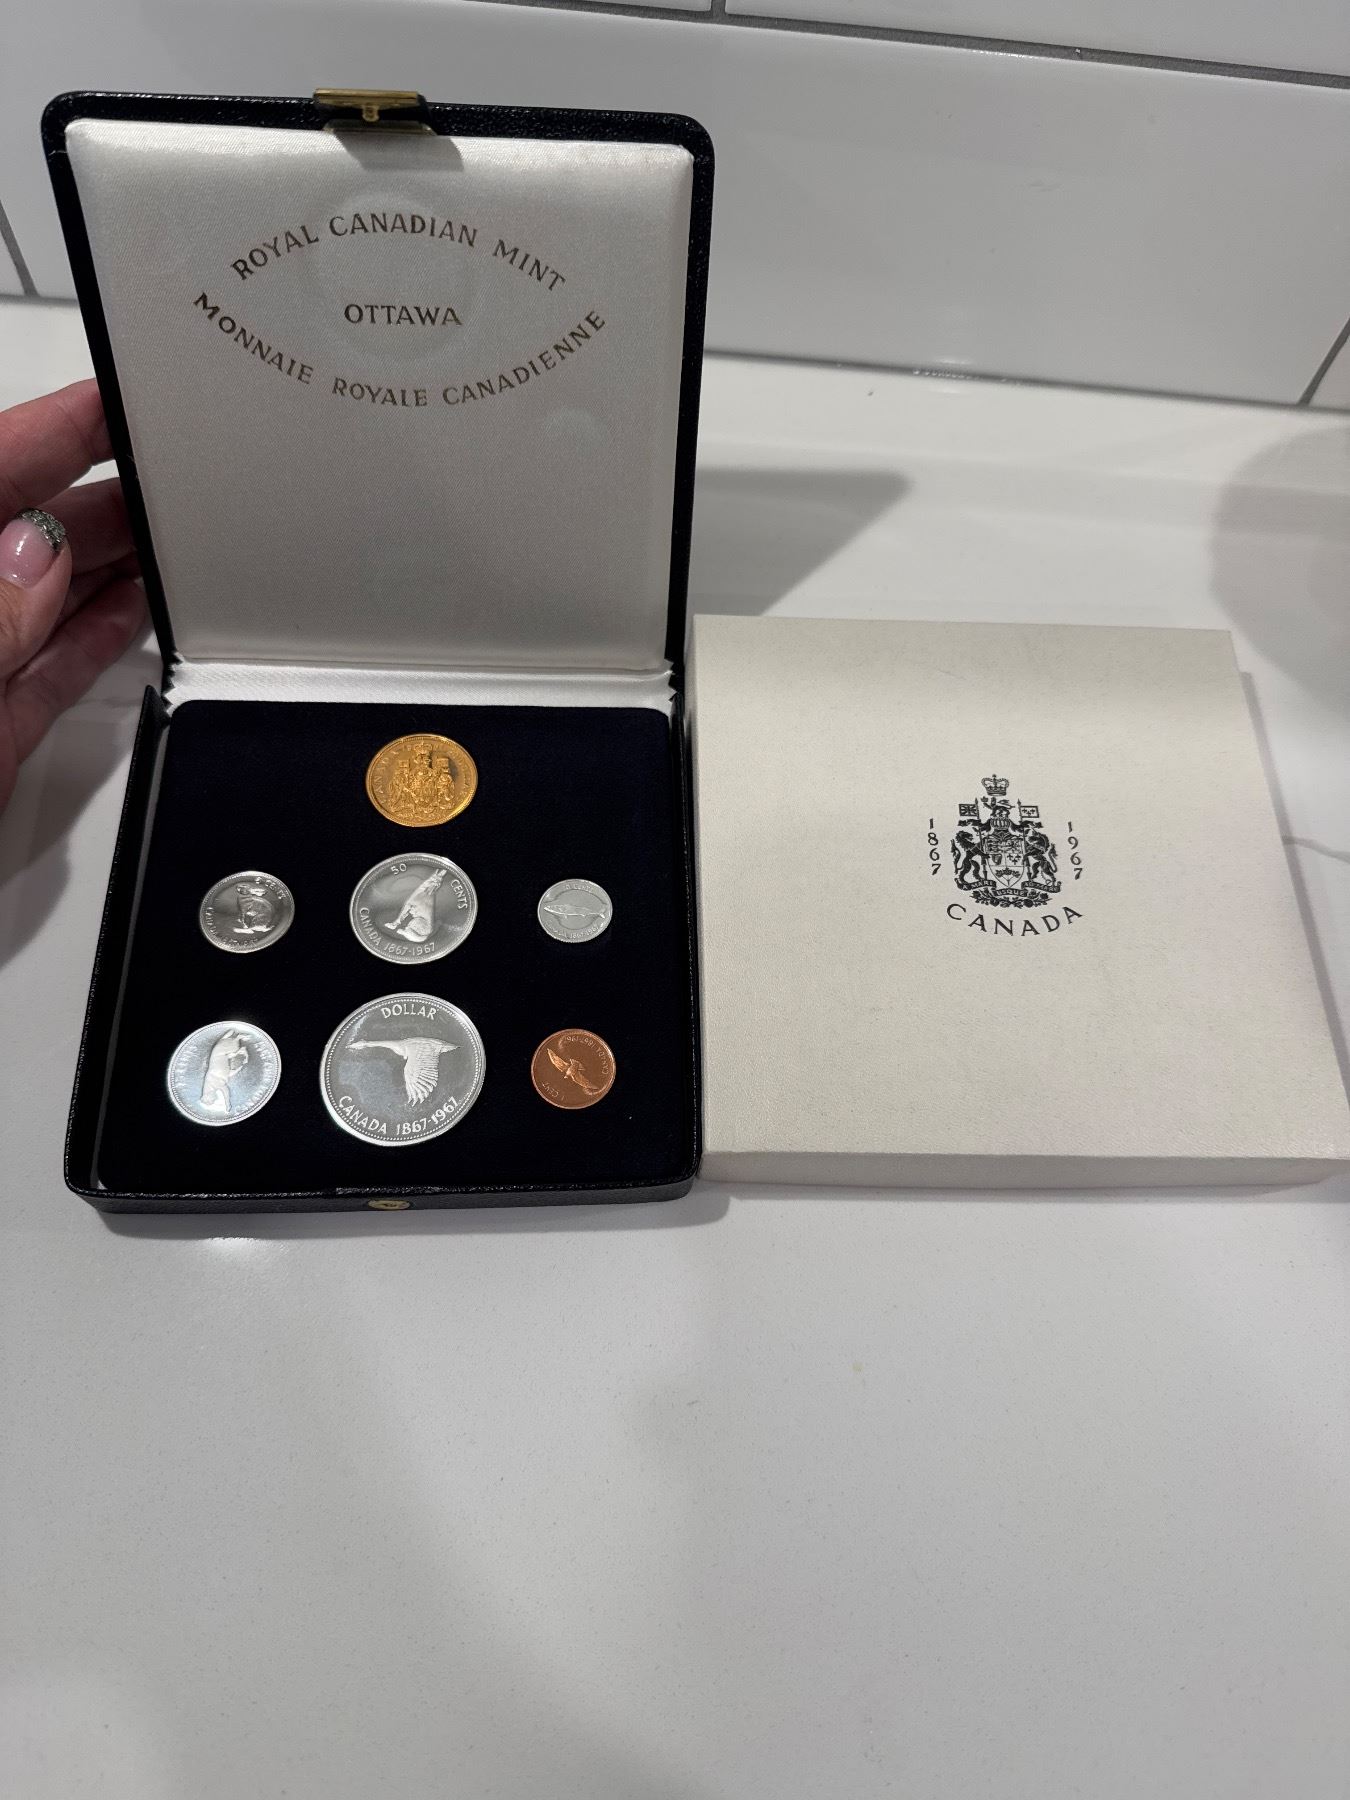 ROYAL CANADIAN MINT
OTTAWA
MONNAIE ROYALE CANADIENNE
50 CENTS
CANADA 1867-1967
DOLLAR
CANADA 1867-1967
1867
1967
CANADA